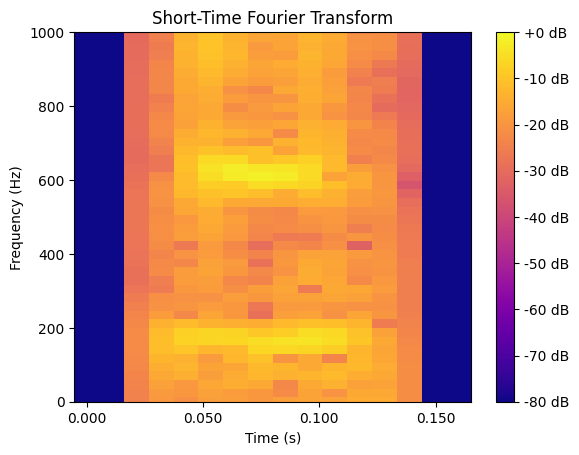 Short-Time Fourier Transform
1000
800
600
400
200
0
Frequency (Hz)
0.000
0.050
0.100
0.150
Time (s)
+0 dB
-10 dB
-20 dB
-30 dB
-40 dB
-50 dB
-60 dB
-70 dB
-80 dB